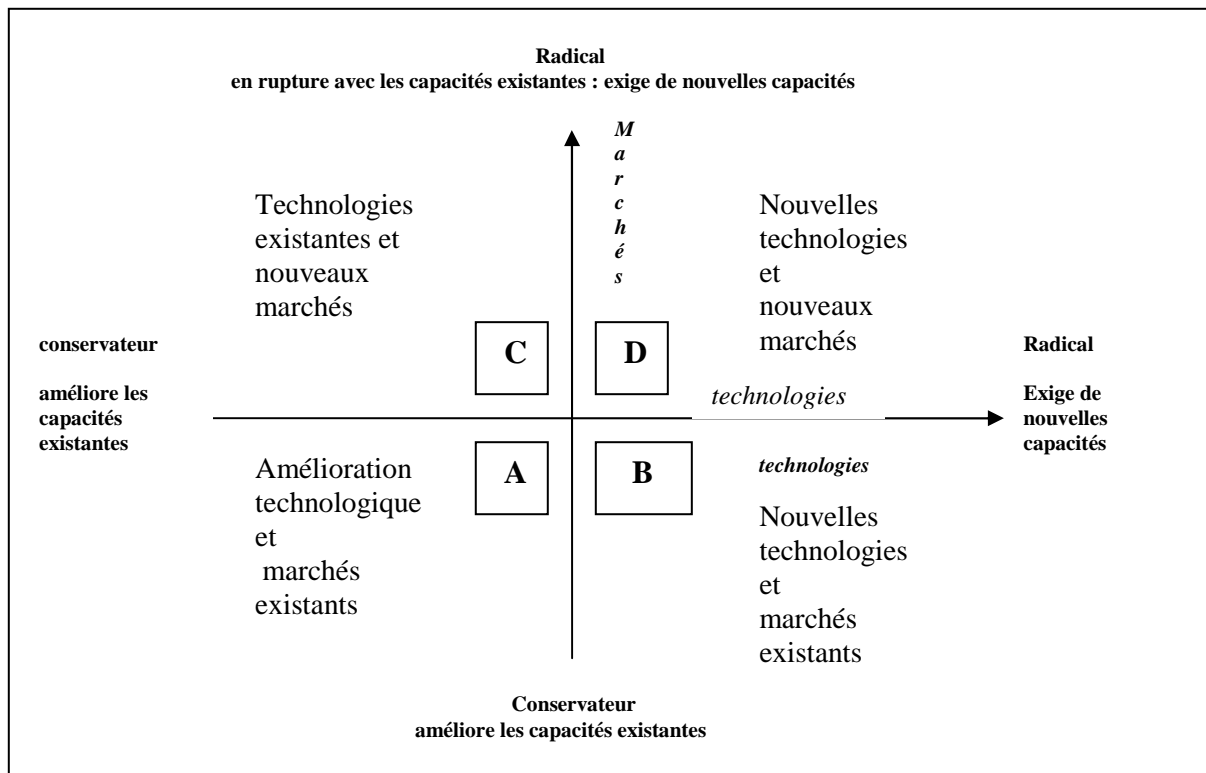 Radical
en rupture avec les capacités existantes : exige de nouvelles capacités
M
a
r
c
h
é
s
Technologies
existantes et
nouveaux
marchés
Nouvelles
technologies
et
nouveaux
marchés
conservateur
améliore les
capacités
existantes
C
D
technologies
Radical
Exige de
nouvelles
capacités
A
B
Amélioration
technologique
et
marchés
existants
technologies
Nouvelles
technologies
et
marchés
existants
Conservateur
améliore les capacités existantes